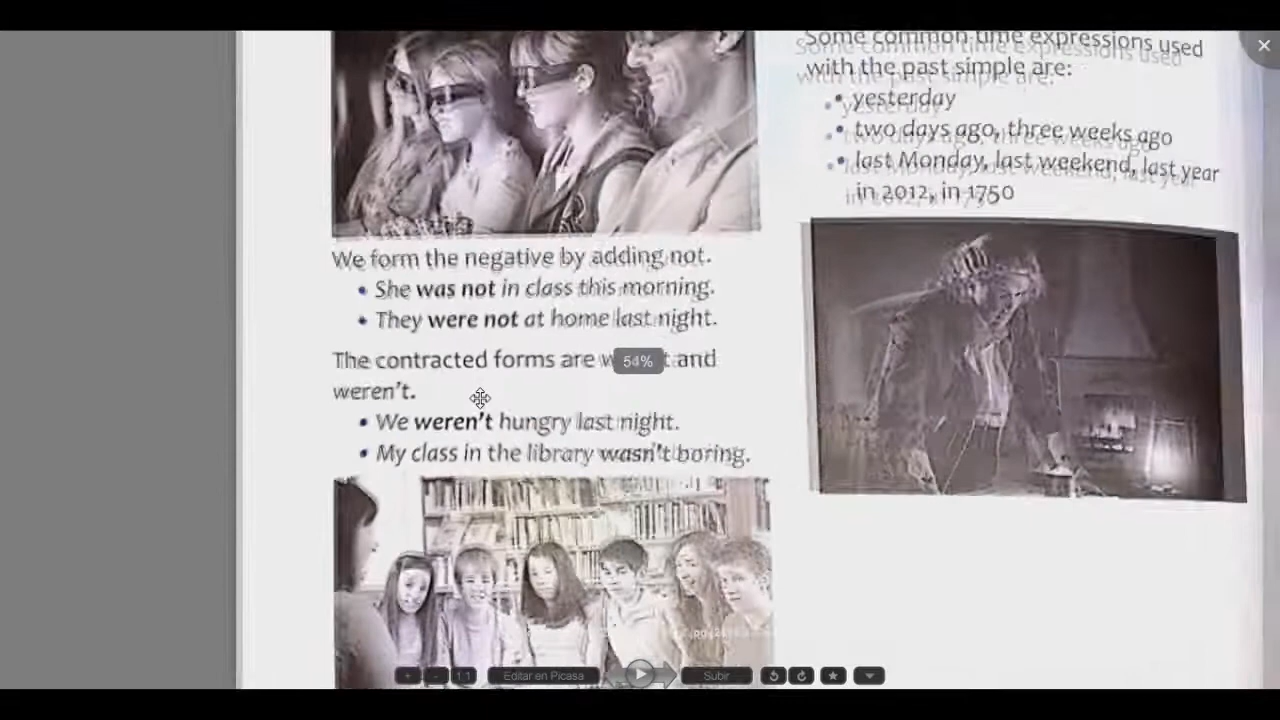 We form the negative by adding not.
• She was not in class this morning.
• They were not at home last night.
The contracted forms are and
weren't.
• We weren't hungry last night.
• My class in the library wasn't boring.
Some common time expressions used
with the past simple are:
• yesterday
• two days ago, three weeks ago
• last Monday, last weekend, last year
in 2012, in 1750
54%
1:1
Editar en Picasa
Subir